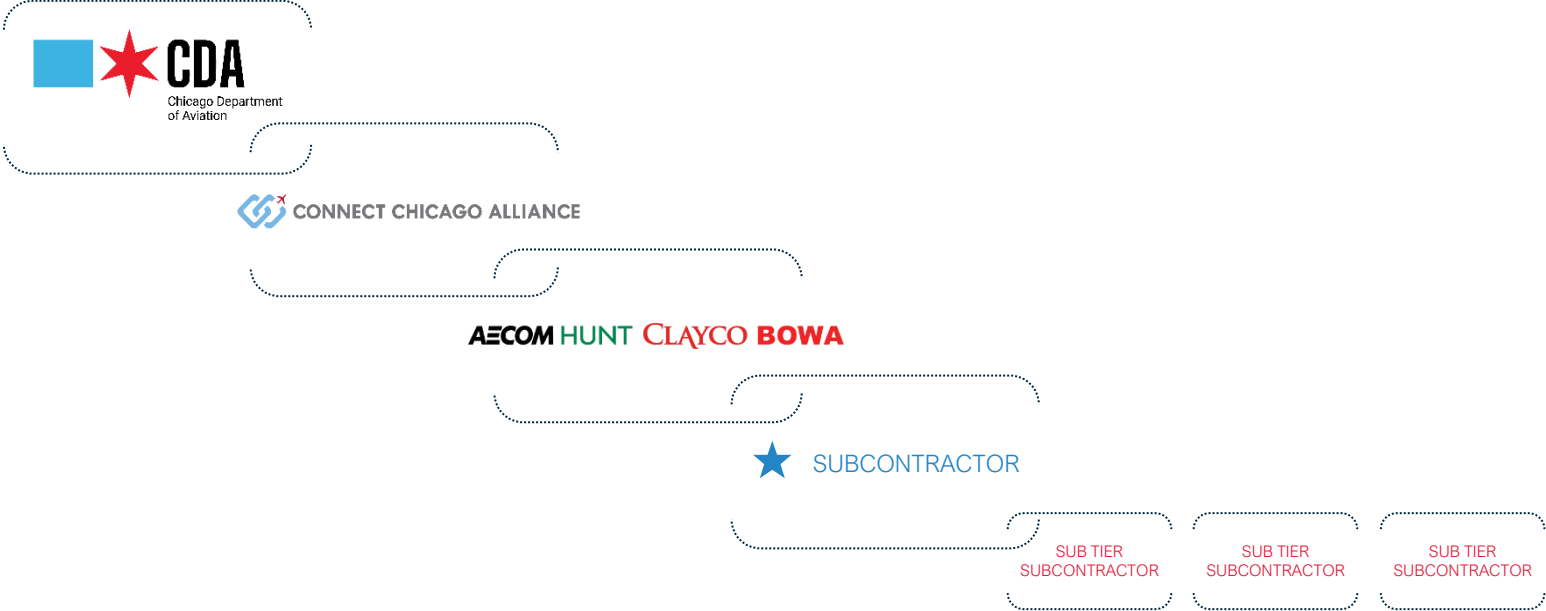 CDA
Chicago Department
of Aviation
CONNECT CHICAGO ALLIANCE
AECOM HUNT CLAYCO BOWA
SUBCONTRACTOR
SUB TIER
SUBCONTRACTOR
SUB TIER
SUBCONTRACTOR
SUB TIER
SUBCONTRACTOR